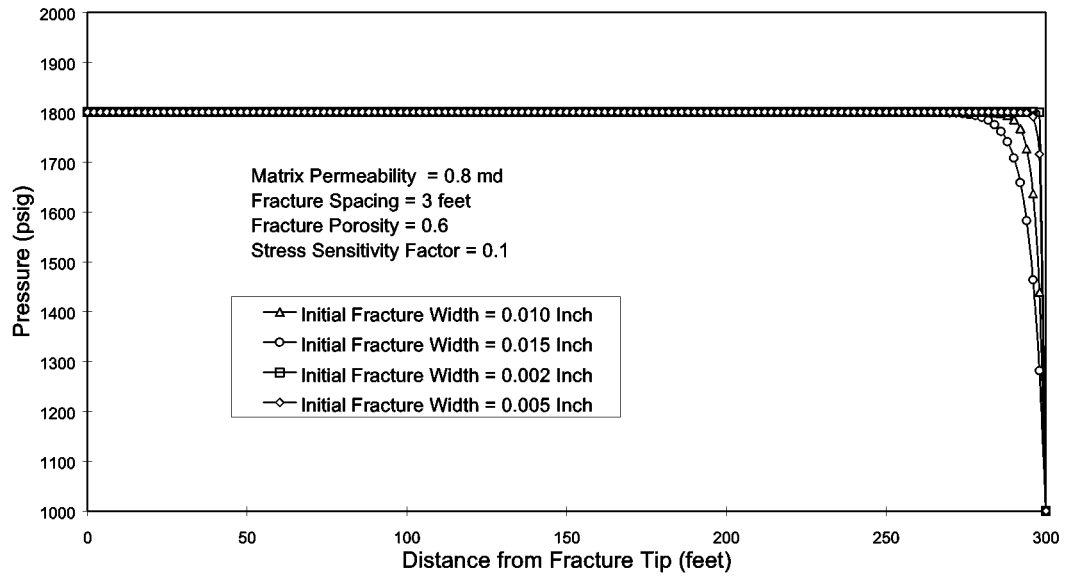 2000
1900
1800
1700
1600
1500
1400
1300
1200
1100
1000
Pressure (psig)
Matrix Permeability = 0.8 md
Fracture Spacing = 3 feet
Fracture Porosity = 0.6
Stress Sensitivity Factor = 0.1
Initial Fracture Width = 0.010 Inch
Initial Fracture Width = 0.015 Inch
Initial Fracture Width = 0.002 Inch
Initial Fracture Width = 0.005 Inch
0 50 100 150 200 250 300
Distance from Fracture Tip (feet)